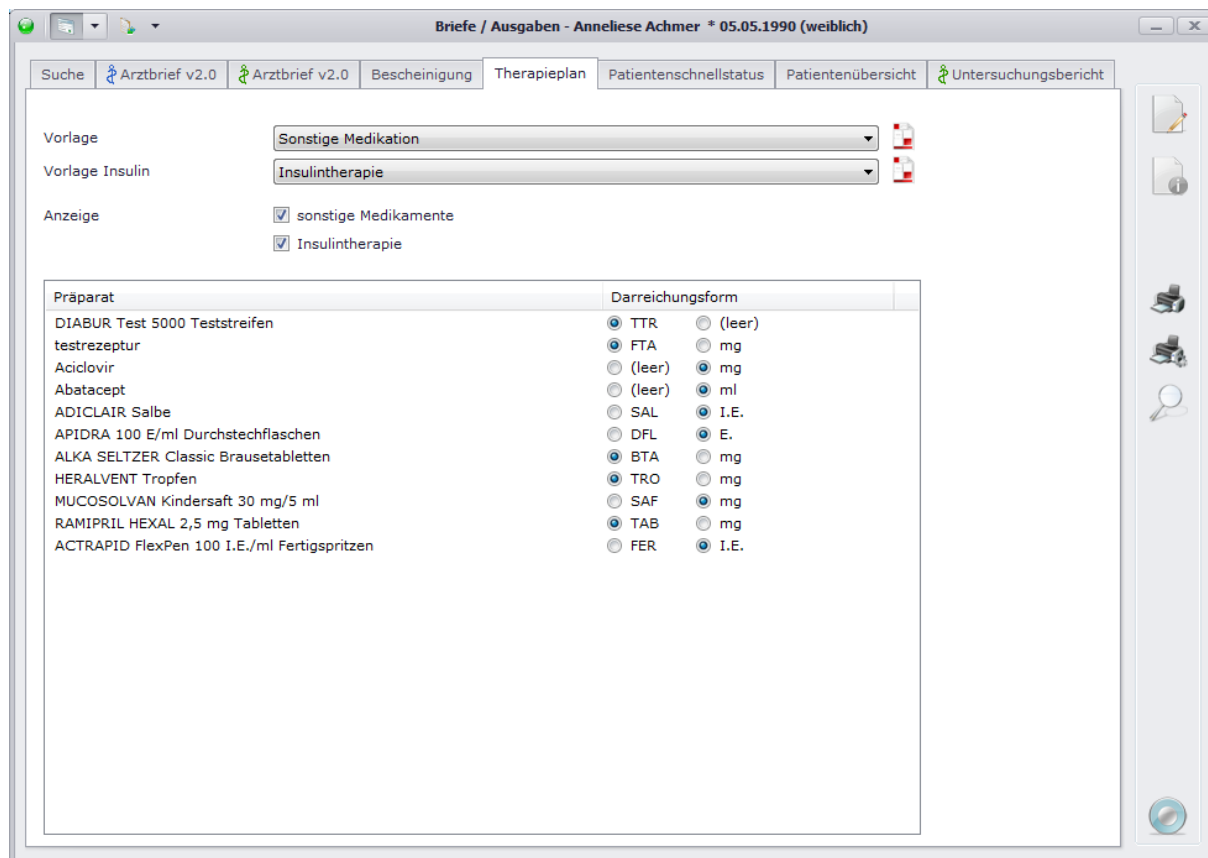 Briefe / Ausgaben - Anneliese Achmer * 05.05.1990 (weiblich)
Suche Arztbrief v2.0 Arztbrief v2.0 Bescheinigung Therapieplan Patientenschnellstatus Patientenübersicht Untersuchungsbericht
Vorlage Sonstige Medikation
Vorlage Insulin Insulintherapie
Anzeige sonstige Medikamente
Insulintherapie
Präparat Darreichungsform
DIABUR Test 5000 Teststreifen TTR (leer)
testrezeptur FTA mg
Aciclovir (leer) mg
Abatacept (leer) ml
ADICLAIR Salbe SAL I.E.
APIDRA 100 E/ml Durchstechflaschen DFL E.
ALKA SELTZER Classic Brausetabletten BTA mg
HERALVENT Tropfen TRO mg
MUCOSOLVAN Kindersaft 30 mg/5 ml SAF mg
RAMIPRIL HEXAL 2,5 mg Tabletten TAB mg
ACTRAPID FlexPen 100 I.E./ml Fertigspritzen FER I.E.